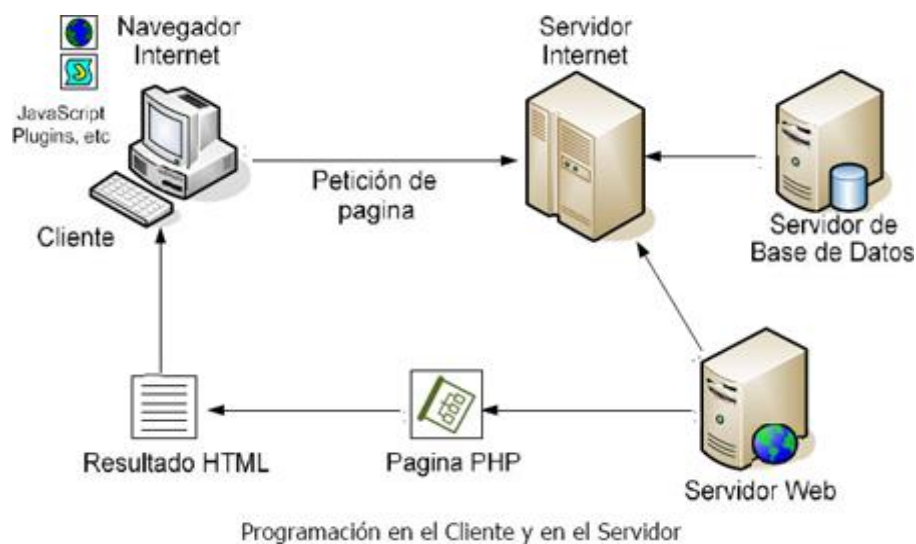 Navegador
Internet
JavaScript
Plugins, etc
Cliente
Petición de
pagina
Servidor
Internet
Servidor de
Base de Datos
Resultado HTML
Pagina PHP
Servidor Web
Programación en el Cliente y en el Servidor